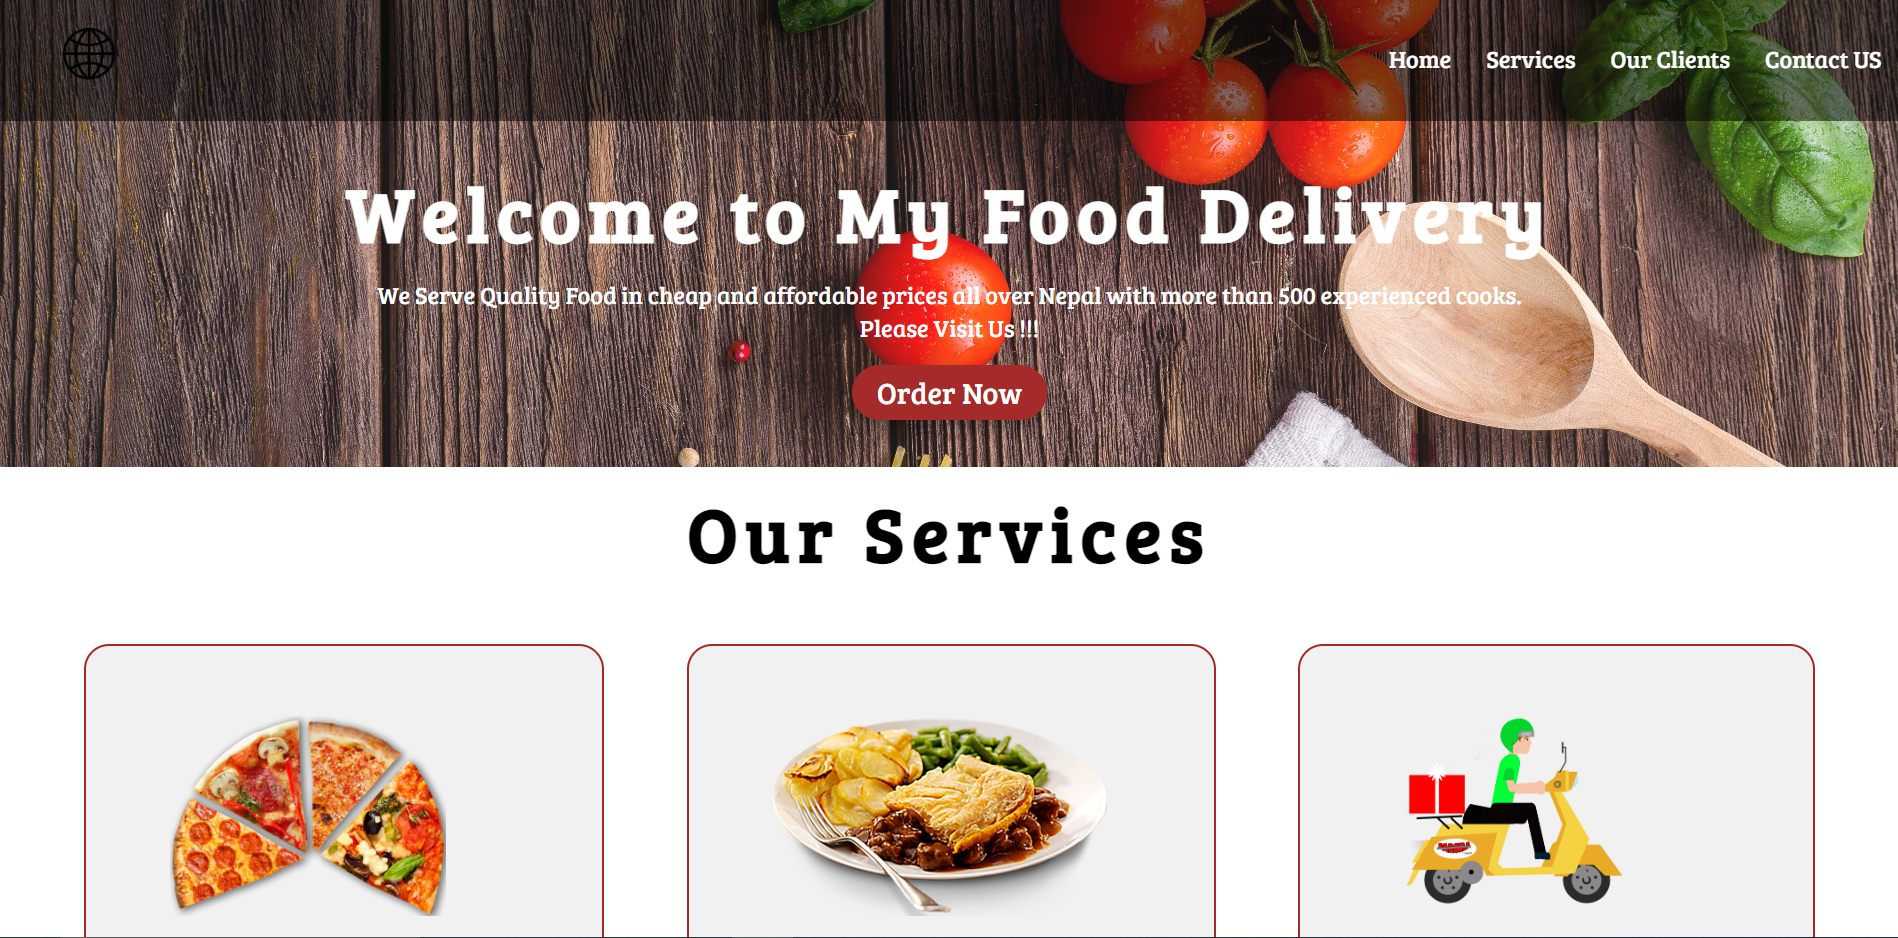 Home Services Our Clients Contact US
Welcome to My Food Delivery
We Serve Quality Food in cheap and affordable prices all over Nepal with more than 500 experienced cooks.
Please Visit Us !!!
Order Now
Our Services